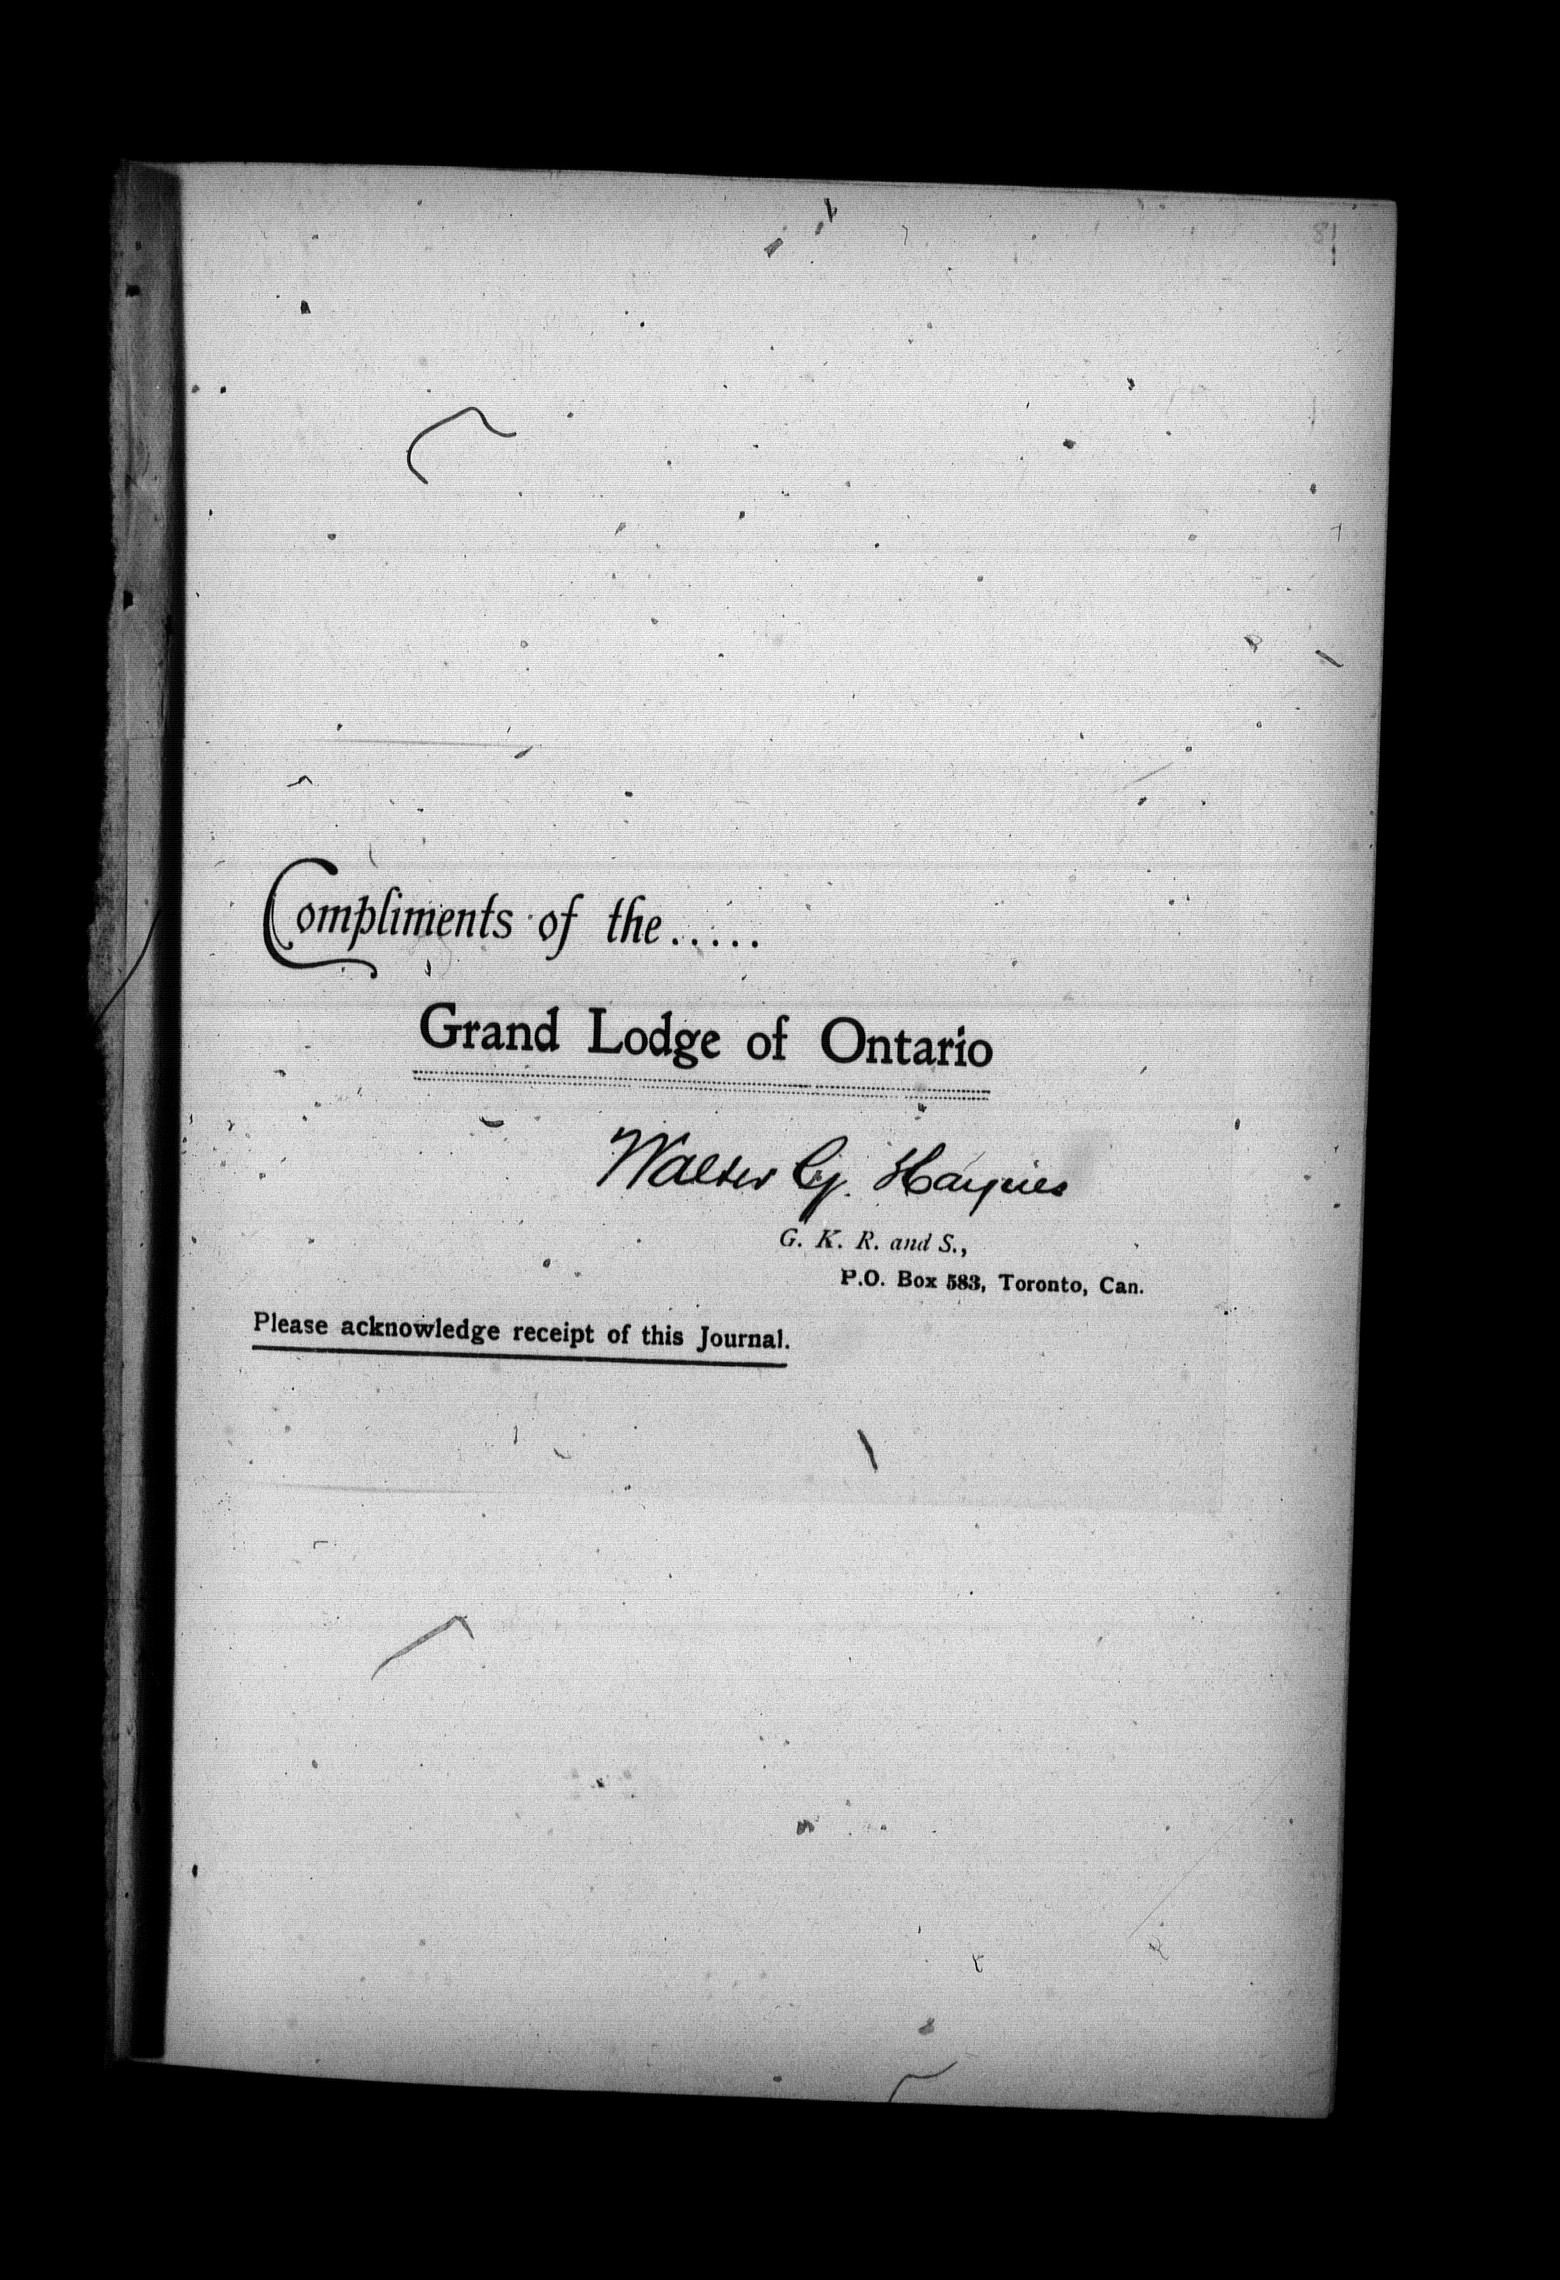 Compliments of the.....
Grand Lodge of Ontario
Walter G. Haynes
G. K. R. and S.,
P.O. Box 583, Toronto, Can.
Please acknowledge receipt of this Journal.